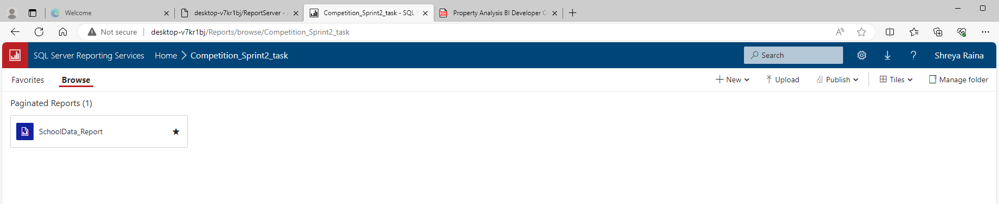 Welcome
desktop-v7kr1bj/ReportServer -
Competition_Sprint2_task - SQL S
PDF
Property Analysis BI Developer C
Not secure desktop-v7kr1bj/Reports/browse/Competition_Sprint2_task
SQL Server Reporting Services Home > Competition_Sprint2_task Search ? Shreya Raina
Favorites Browse + New Upload Publish Tiles Manage folder
Paginated Reports (1)
SchoolData_Report